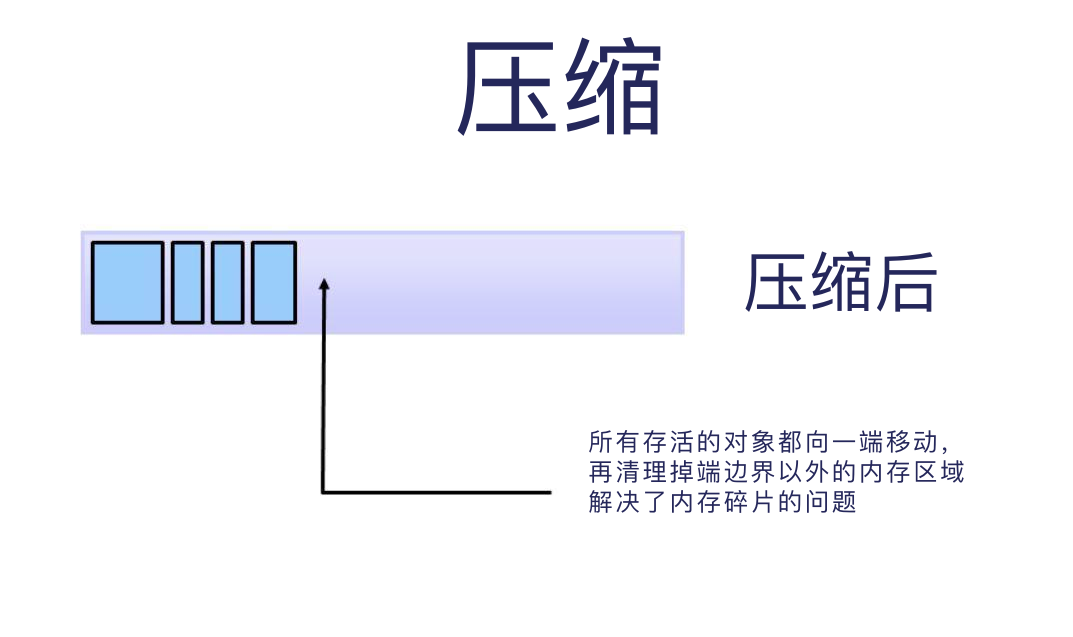 压缩
压缩后
所有存活的对象都向一端移动，
再清理掉端边界以外的内存区域
解决了内存碎片的问题